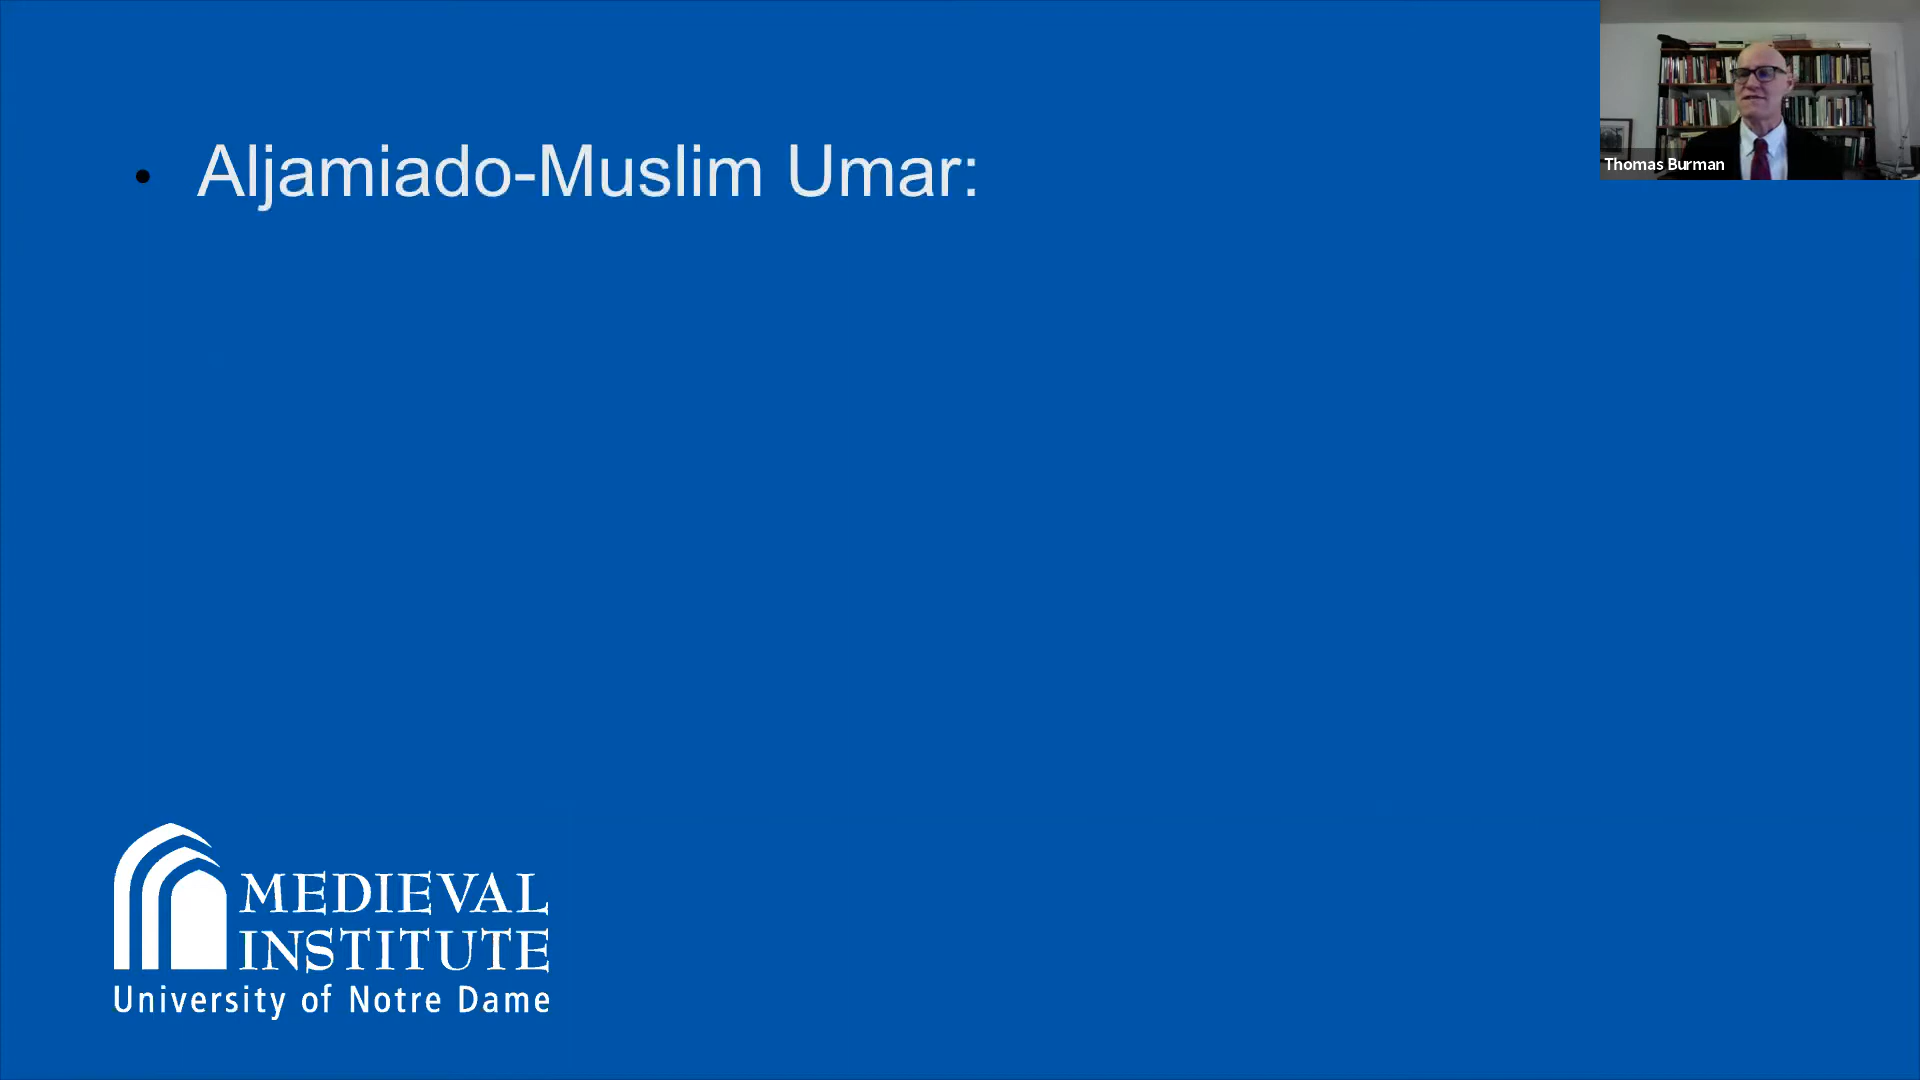 • Aljamiado-Muslim Umar:
Thomas Burman
MEDIEVAL
INSTITUTE
University of Notre Dame